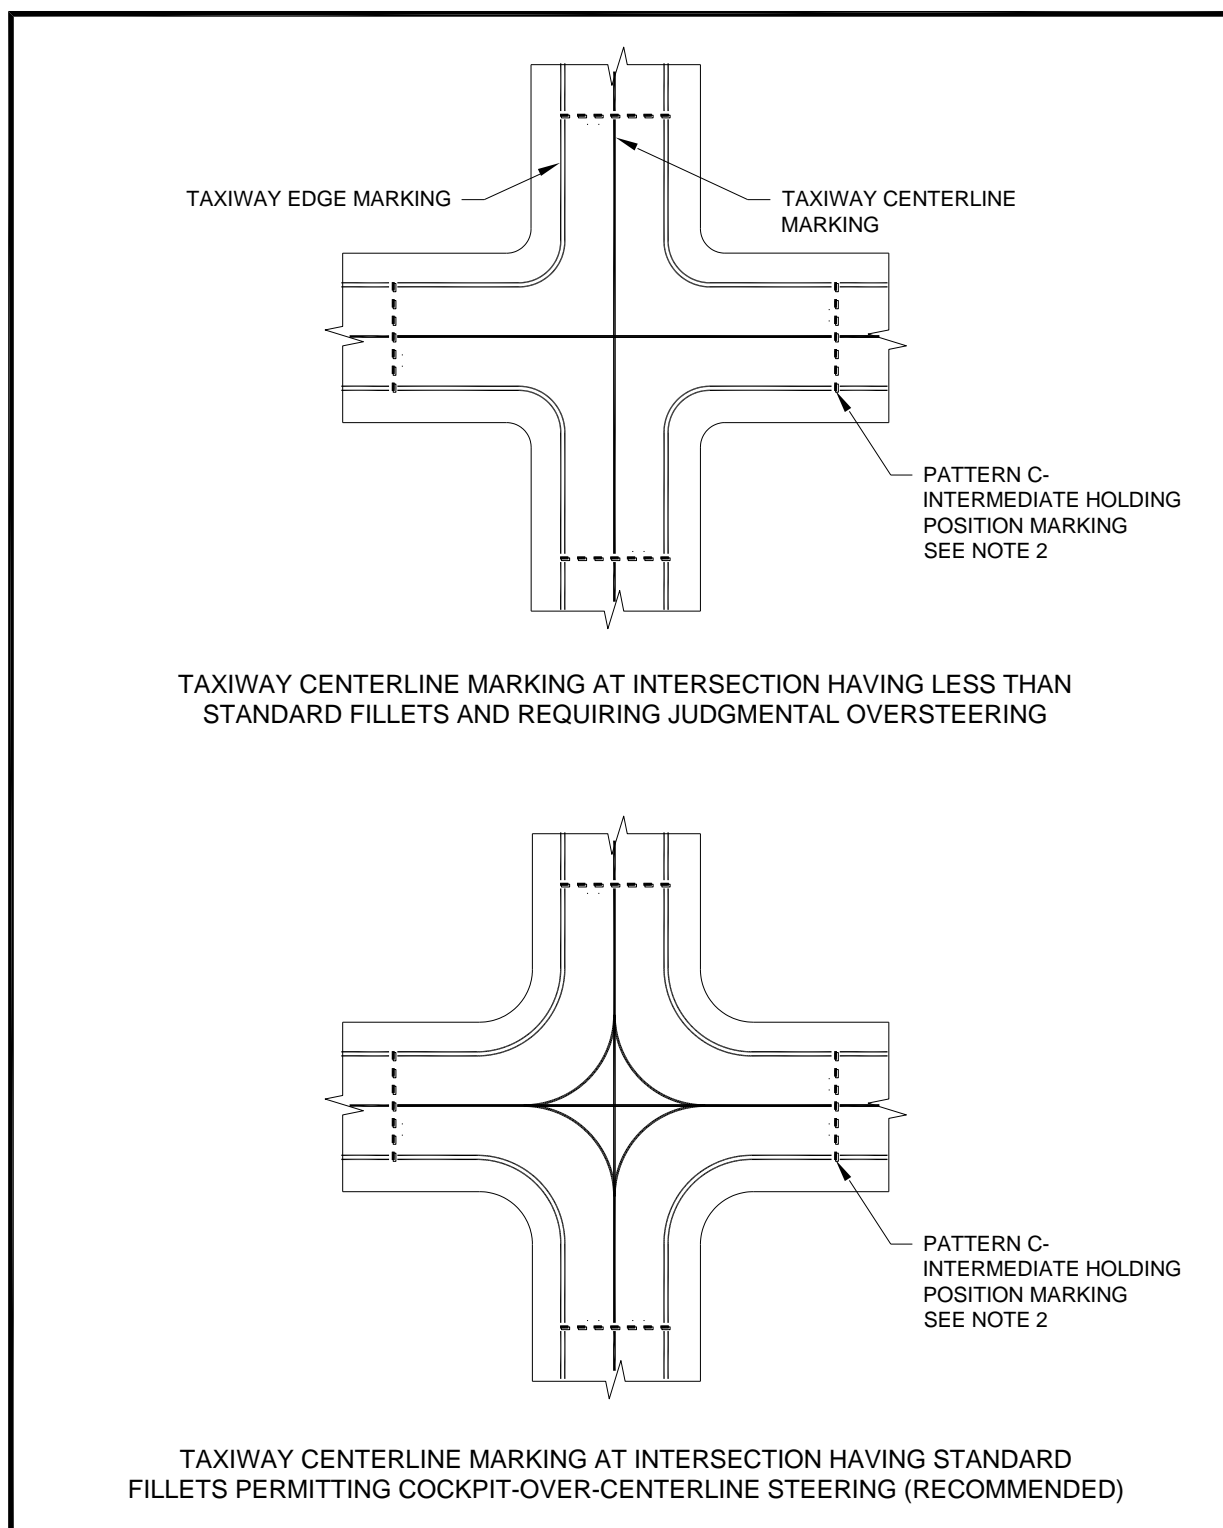 TAXIWAY EDGE MARKING
TAXIWAY CENTERLINE
MARKING
PATTERN C-
INTERMEDIATE HOLDING
POSITION MARKING
SEE NOTE 2
TAXIWAY CENTERLINE MARKING AT INTERSECTION HAVING LESS THAN
STANDARD FILLETS AND REQUIRING JUDGMENTAL OVERSTEERING
PATTERN C-
INTERMEDIATE HOLDING
POSITION MARKING
SEE NOTE 2
TAXIWAY CENTERLINE MARKING AT INTERSECTION HAVING STANDARD
FILLETS PERMITTING COCKPIT-OVER-CENTERLINE STEERING (RECOMMENDED)